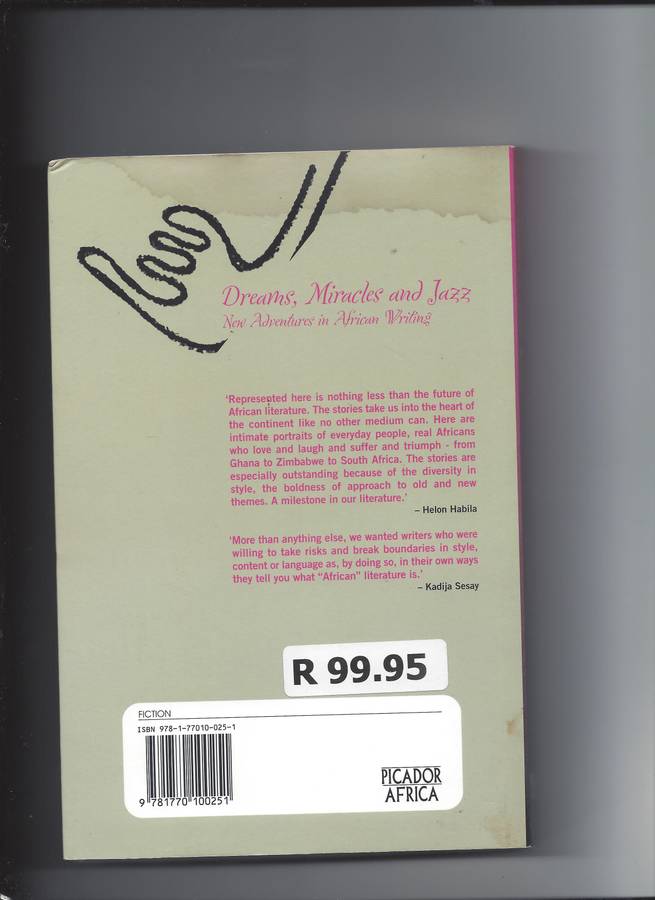 Dreams, Miracles and Jazz
New Adventures in African Writing
‘Represented here is nothing less than the future of
African literature. The stories take us into the heart of
the continent like no other medium can. Here are
intimate portraits of everyday people, real Africans
who love and laugh and suffer and triumph - from
Ghana to Zimbabwe to South Africa. The stories are
especially outstanding because of the diversity in
style, the boldness of approach to old and new
themes. A milestone in our literature.’
– Helon Habila
‘More than anything else, we wanted writers who were
willing to take risks and break boundaries in style,
content or language as, by doing so, in their own ways
they tell you what “African” literature is.’
– Kadija Sesay
R 99.95
FICTION
ISBN 978-1-77010-025-1
9 781770 100251
PICADOR
AFRICA